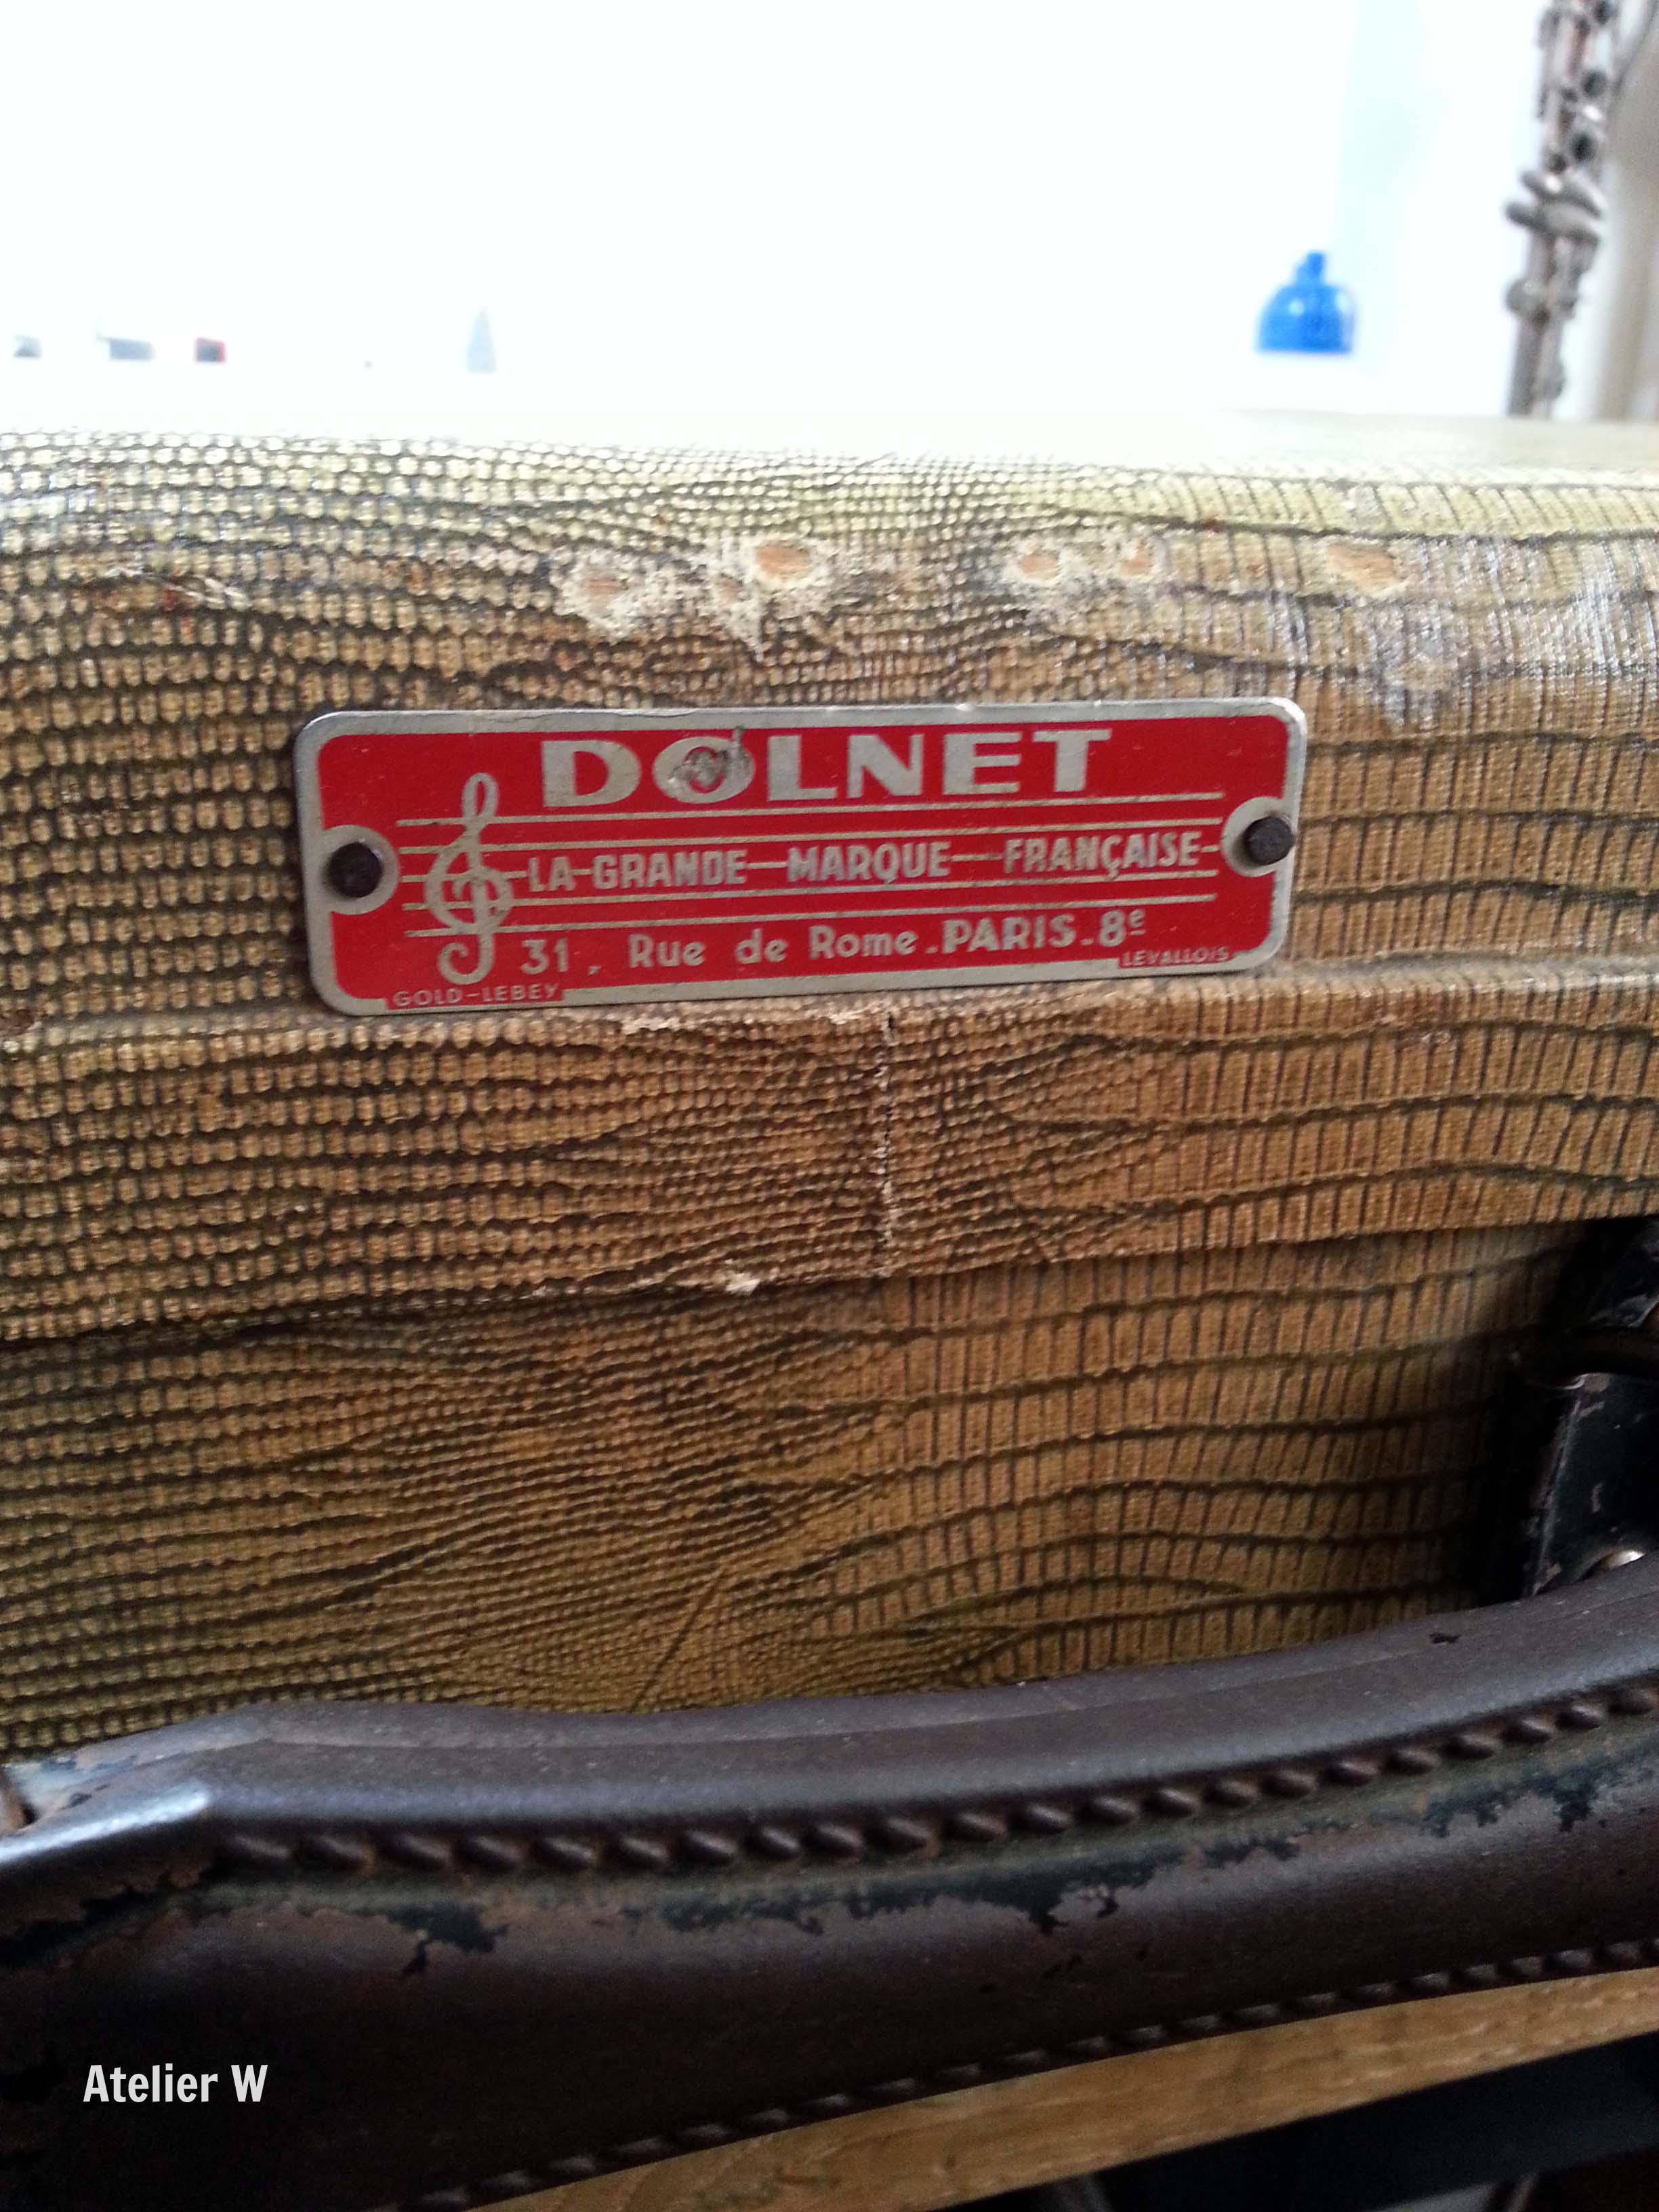 DOLNET
LA GRANDE MARQUE FRANÇAISE
31, Rue de Rome. PARIS. 8e
LEVALLOIS
GOLD-LEBEY
Atelier W